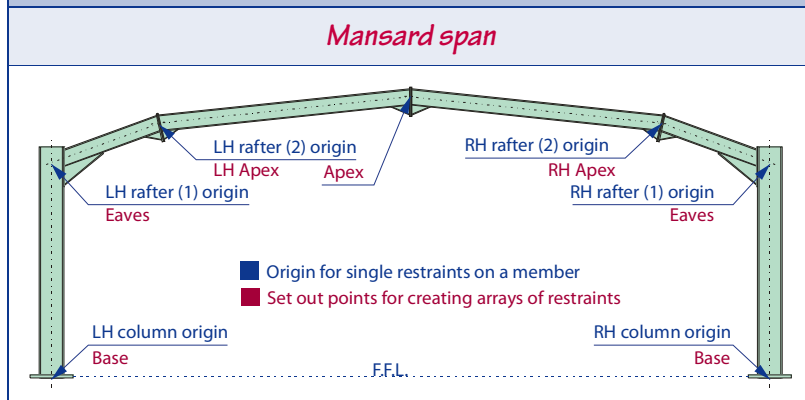 Mansard span
LH rafter (2) origin
LH Apex
Apex
RH rafter (2) origin
RH Apex
LH rafter (1) origin
Eaves
RH rafter (1) origin
Eaves
Origin for single restraints on a member
Set out points for creating arrays of restraints
LH column origin
Base
RH column origin
Base
F.F.L.